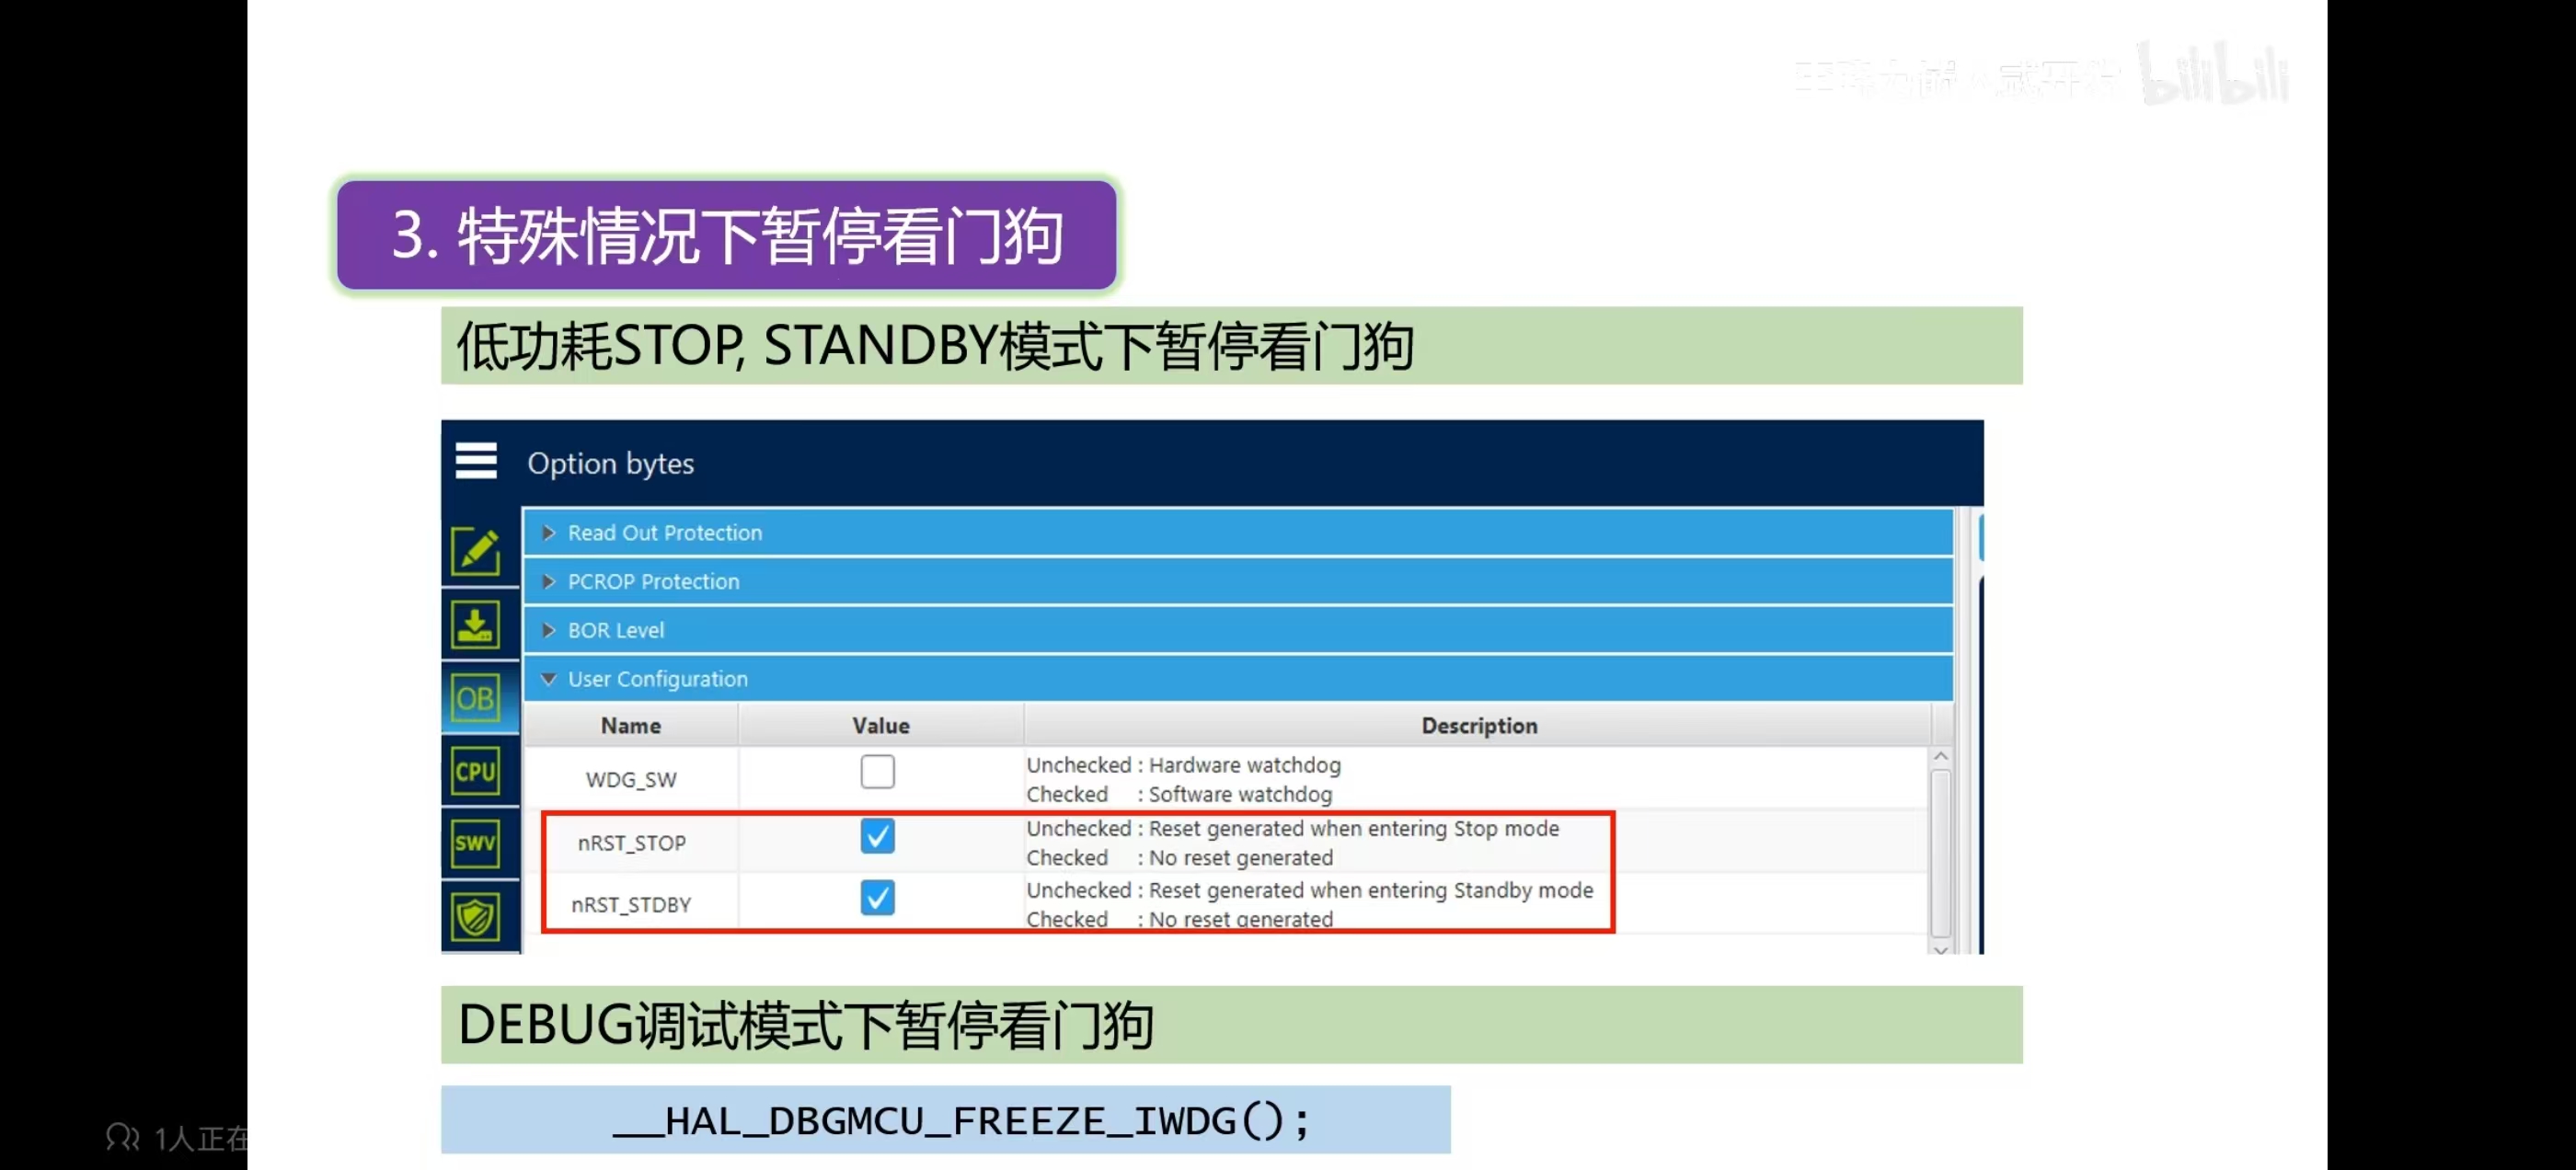 bilibili
3. 特殊情况下暂停看门狗
低功耗STOP, STANDBY模式下暂停看门狗
Option bytes
Read Out Protection
PCROP Protection
BOR Level
OB
User Configuration
Name Value Description
CPU
WDG_SW Unchecked : Hardware watchdog
Checked : Software watchdog
SWV
nRST_STOP Unchecked : Reset generated when entering Stop mode
Checked : No reset generated
nRST_STDBY Unchecked : Reset generated when entering Standby mode
Checked : No reset generated
DEBUG调试模式下暂停看门狗
__HAL_DBGMCU_FREEZE_IWDG();
1人正在